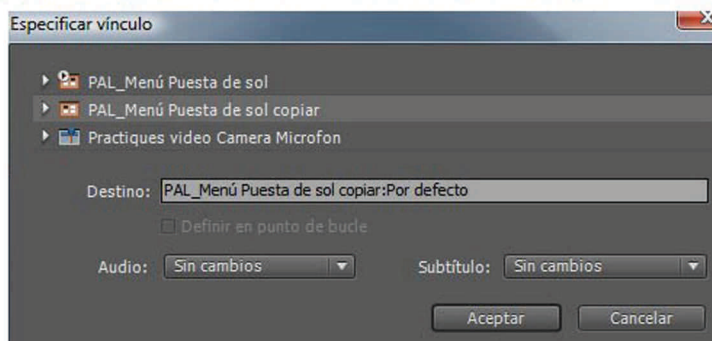 Especificar vínculo
PAL_Menú Puesta de sol
PAL_Menú Puesta de sol copiar
Practiques video Camera Microfon
Destino: PAL_Menú Puesta de sol copiar:Por defecto
Definir en punto de bucle
Audio: Sin cambios Subtítulo: Sin cambios
Aceptar Cancelar